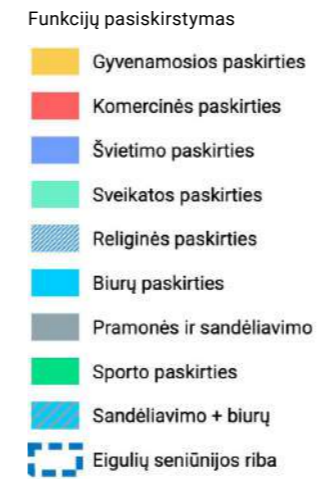 Funkcijų pasiskirstymas
Gyvenamosios paskirties
Komercinės paskirties
Švietimo paskirties
Sveikatos paskirties
Religinės paskirties
Biurų paskirties
Pramonės ir sandėliavimo
Sporto paskirties
Sandėliavimo + biurų
Eigulių seniūnijos riba